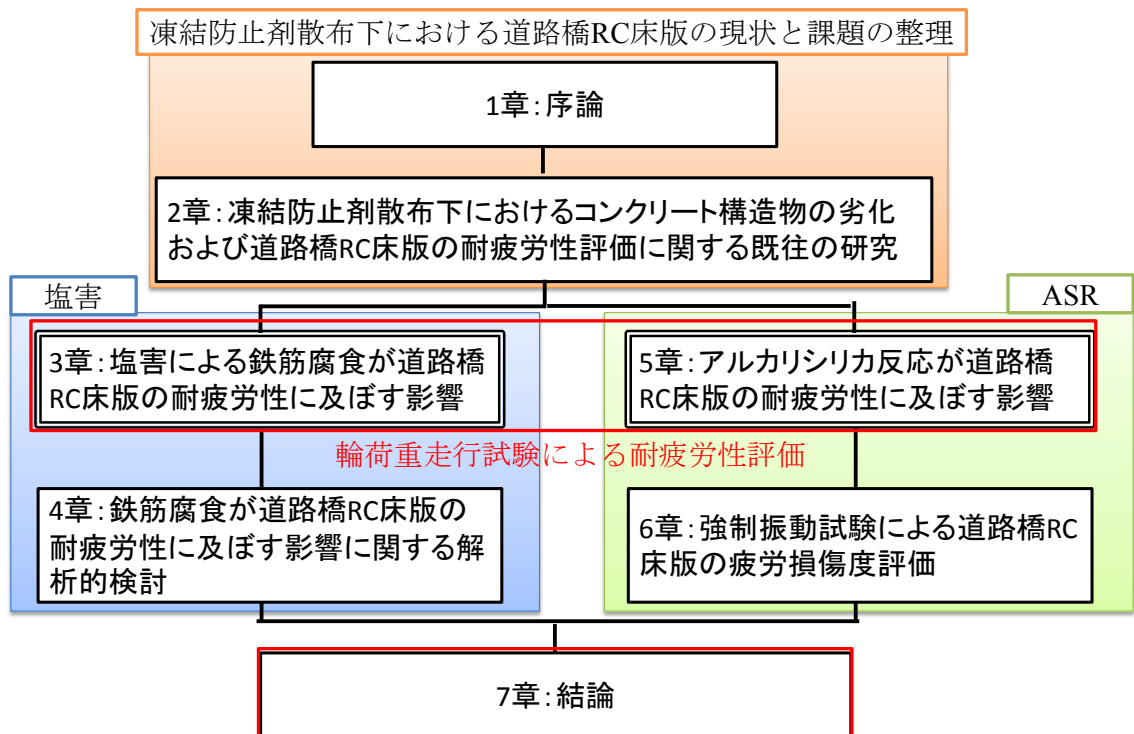 凍結防止剤散布下における道路橋RC床版の現状と課題の整理
1章：序論
2章：凍結防止剤散布下におけるコンクリート構造物の劣化
および道路橋RC床版の耐疲労性評価に関する既往の研究
塩害
ASR
3章：塩害による鉄筋腐食が道路橋
RC床版の耐疲労性に及ぼす影響
5章：アルカリシリカ反応が道路橋
RC床版の耐疲労性に及ぼす影響
輪荷重走行試験による耐疲労性評価
4章：鉄筋腐食が道路橋RC床版の
耐疲労性に及ぼす影響に関する解
析的検討
6章：強制振動試験による道路橋RC
床版の疲労損傷度評価
7章：結論